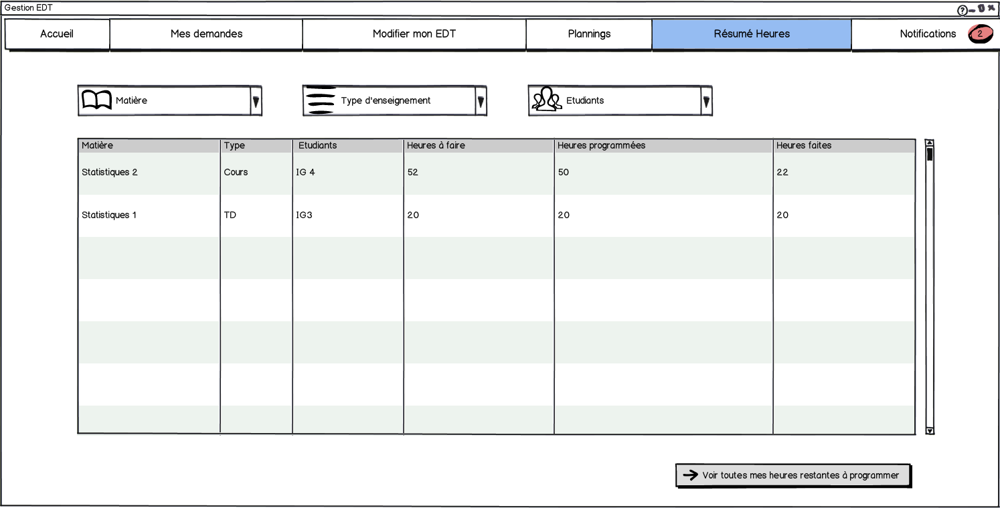 Gestion EDT
Accueil Mes demandes Modifier mon EDT Plannings Résumé Heures Notifications 2
Matière Type d'enseignement Etudiants
Matière Type Etudiants Heures à faire Heures programmées Heures faites
Statistiques 2 Cours IG 4 52 50 22
Statistiques 1 TD IG3 20 20 20
Voir toutes mes heures restantes à programmer